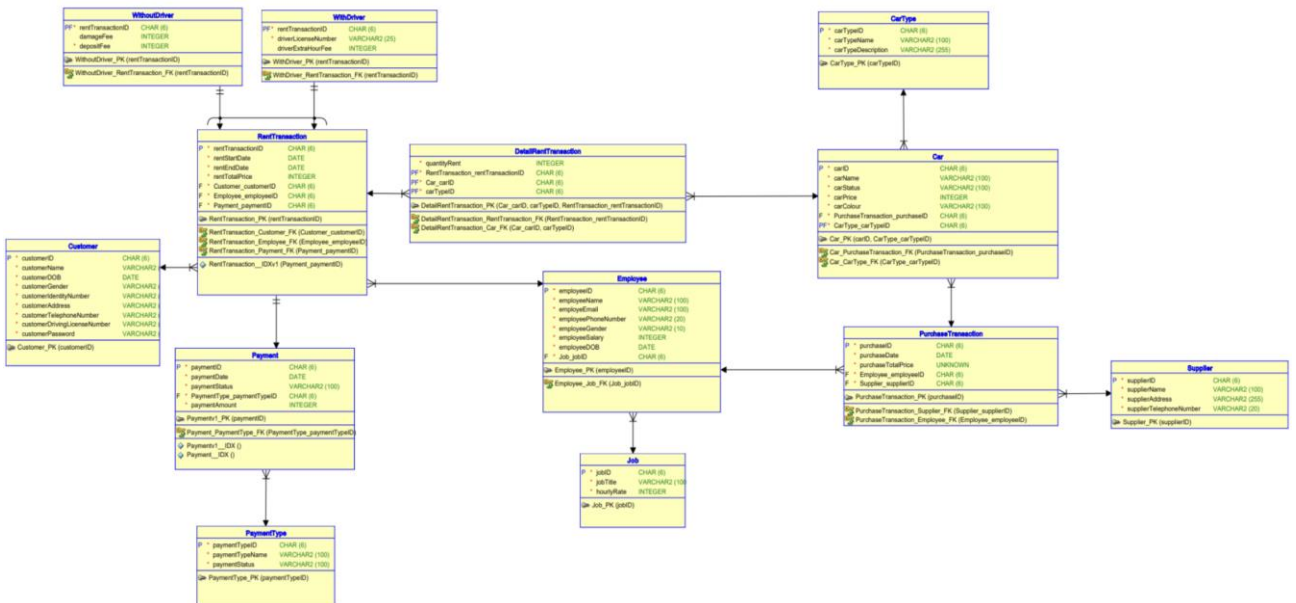 WithoutDriver
PF* rentTransactionID CHAR (6)
damageFee INTEGER
* depositFee INTEGER
WithoutDriver_PK (rentTransactionID)
WithoutDriver_RentTransaction_FK (rentTransactionID)
WithDriver
PF* rentTransactionID CHAR (6)
* driverLicenseNumber VARCHAR2 (25)
driverExtraHourFee INTEGER
WithDriver_PK (rentTransactionID)
WithDriver_RentTransaction_FK (rentTransactionID)
CarType
P * carTypeID CHAR (6)
* carTypeName VARCHAR2 (100)
* carTypeDescription VARCHAR2 (255)
CarType_PK (carTypeID)
RentTransaction
P * rentTransactionID CHAR (6)
* rentStartDate DATE
* rentEndDate DATE
* rentTotalPrice INTEGER
F * Customer_customerID CHAR (6)
F * Employee_employeeID CHAR (6)
F * Payment_paymentID CHAR (6)
RentTransaction_PK (rentTransactionID)
RentTransaction_Customer_FK (Customer_customerID)
RentTransaction_Employee_FK (Employee_employeeID)
RentTransaction_Payment_FK (Payment_paymentID)
RentTransaction__IDXv1 (Payment_paymentID)
DetailRentTransaction
* quantityRent INTEGER
PF* RentTransaction_rentTransactionID CHAR (6)
PF* Car_carID CHAR (6)
PF* carTypeID CHAR (6)
DetailRentTransaction_PK (Car_carID, carTypeID, RentTransaction_rentTransactionID)
DetailRentTransaction_RentTransaction_FK (RentTransaction_rentTransactionID)
DetailRentTransaction_Car_FK (Car_carID, carTypeID)
Car
P * carID CHAR (6)
* carName VARCHAR2 (100)
* carStatus VARCHAR2 (100)
* carPrice INTEGER
* carColour VARCHAR2 (100)
F * PurchaseTransaction_purchaseID CHAR (6)
PF* CarType_carTypeID CHAR (6)
Car_PK (carID, CarType_carTypeID)
Car_PurchaseTransaction_FK (PurchaseTransaction_purchaseID)
Car_CarType_FK (CarType_carTypeID)
Customer
P * customerID CHAR (6)
* customerName VARCHAR2
* customerDOB DATE
* customerGender VARCHAR2
* customerIdentityNumber VARCHAR2
* customerAddress VARCHAR2
* customerTelephoneNumber VARCHAR2
* customerDrivingLicenseNumber VARCHAR2
* customerPassword VARCHAR2
Customer_PK (customerID)
Employee
P * employeeID CHAR (6)
* employeeName VARCHAR2 (100)
* employeEmail VARCHAR2 (100)
* employeePhoneNumber VARCHAR2 (20)
* employeeGender VARCHAR2 (10)
* employeeSalary INTEGER
* employeeDOB DATE
F * Job_jobID CHAR (6)
Employee_PK (employeeID)
Employee_Job_FK (Job_jobID)
Payment
P * paymentID CHAR (6)
* paymentDate DATE
* paymentStatus VARCHAR2 (100)
F * PaymentType_paymentTypeID CHAR (6)
* paymentAmount INTEGER
Paymentv1_PK (paymentID)
Payment_PaymentType_FK (PaymentType_paymentTypeID)
Paymentv1__IDX ()
Payment__IDX ()
PurchaseTransaction
P * purchaseID CHAR (6)
* purchaseDate DATE
* purchaseTotalPrice UNKNOWN
F * Employee_employeeID CHAR (6)
F * Supplier_supplierID CHAR (6)
PurchaseTransaction_PK (purchaseID)
PurchaseTransaction_Supplier_FK (Supplier_supplierID)
PurchaseTransaction_Employee_FK (Employee_employeeID)
Supplier
P * supplierID CHAR (6)
* supplierName VARCHAR2 (100)
* supplierAddress VARCHAR2 (255)
* supplierTelephoneNumber VARCHAR2 (20)
Supplier_PK (supplierID)
Job
P * jobID CHAR (6)
* jobTitle VARCHAR2 (100
* hourlyRate INTEGER
Job_PK (jobID)
PaymentType
P * paymentTypeID CHAR (6)
* paymentTypeName VARCHAR2 (100)
* paymentStatus VARCHAR2 (100)
PaymentType_PK (paymentTypeID)